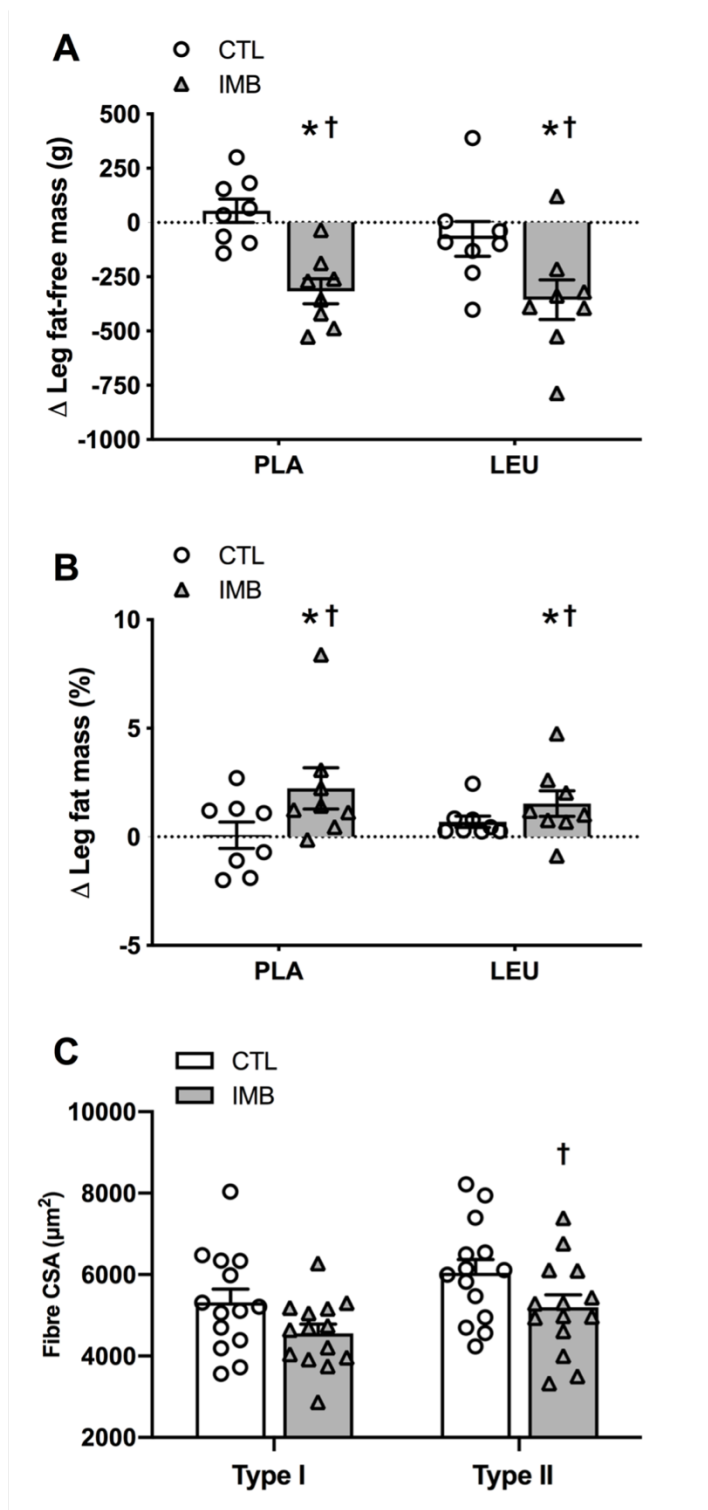 A
CTL
IMB
Δ Leg fat-free mass (g)
500
250
0
-250
-500
-750
-1000
*†
*†
PLA
LEU
B
CTL
IMB
Δ Leg fat mass (%)
10
5
0
-5
*†
*†
PLA
LEU
C
CTL
IMB
Fibre CSA (μm²)
10000
8000
6000
4000
2000
†
Type I
Type II